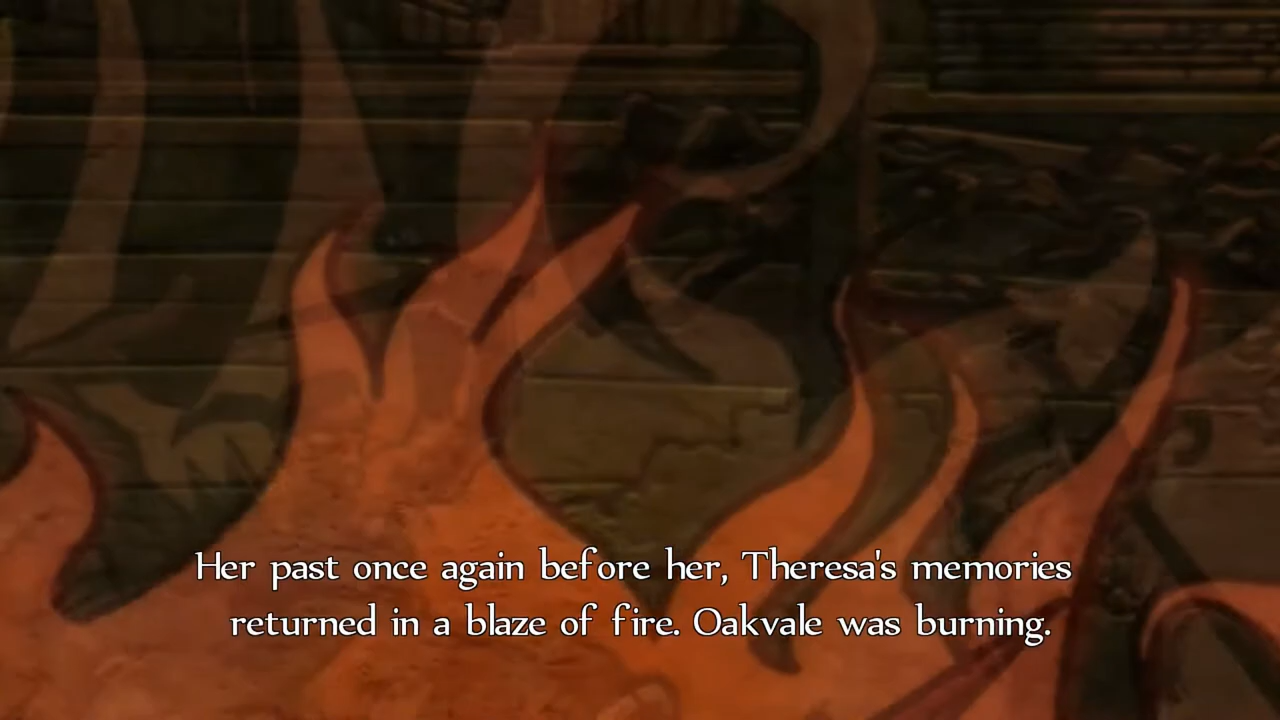 Her past once again before her, Theresa's memories
returned in a blaze of fire. Oakvale was burning.